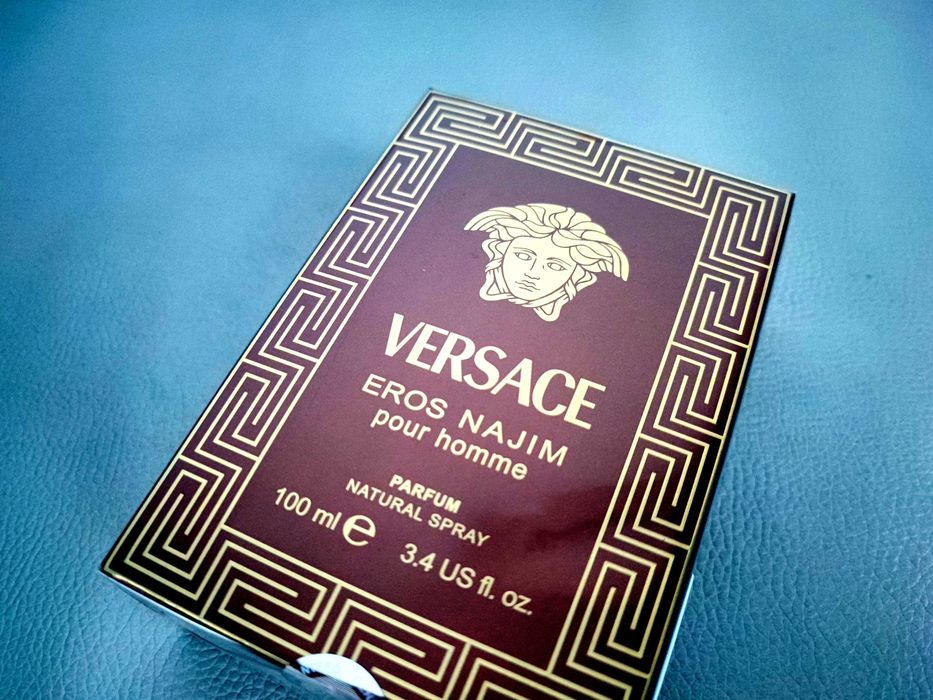 VERSACE
EROS NAJIM
pour homme
PARFUM
NATURAL SPRAY
100 ml ℮ 3.4 US fl. oz.